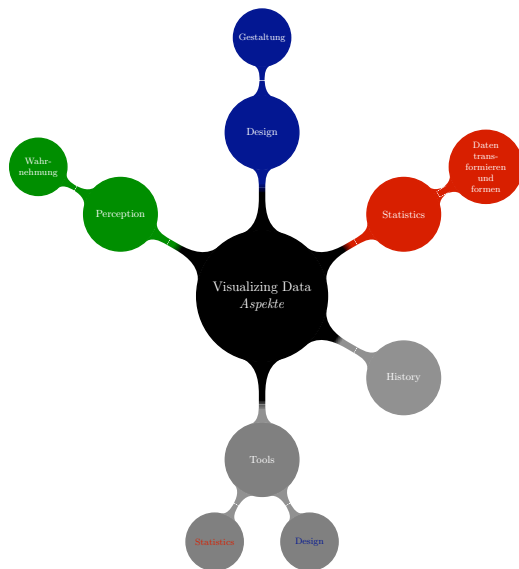 Gestaltung
Design
Wahr-
nehmung
Perception
Daten
trans-
formieren
und
formen
Statistics
Visualizing Data
Aspekte
History
Tools
Statistics
Design